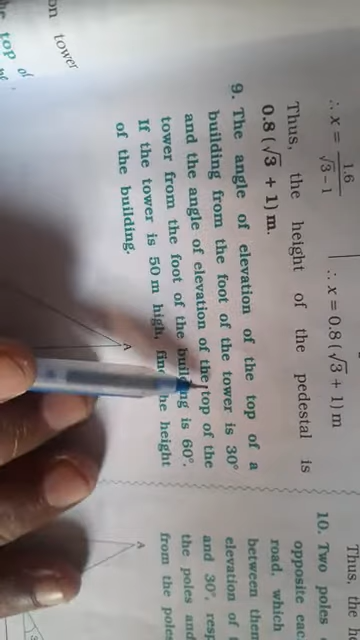 ∴ x = 1.6 / √3 − 1
∴ x = 0.8 (√3 + 1) m
Thus, the height of the pedestal is
0.8 (√3 + 1) m.
9. The angle of elevation of the top of a
building from the foot of the tower is 30°
and the angle of elevation of the top of the
tower from the foot of the building is 60°.
If the tower is 50 m high, find he height
of the building.
A
on tower
top of
Thus, the
10. Two poles
opposite eac
road, which
between the
elevation of
and 30°, resp
the poles and
from the poles
A